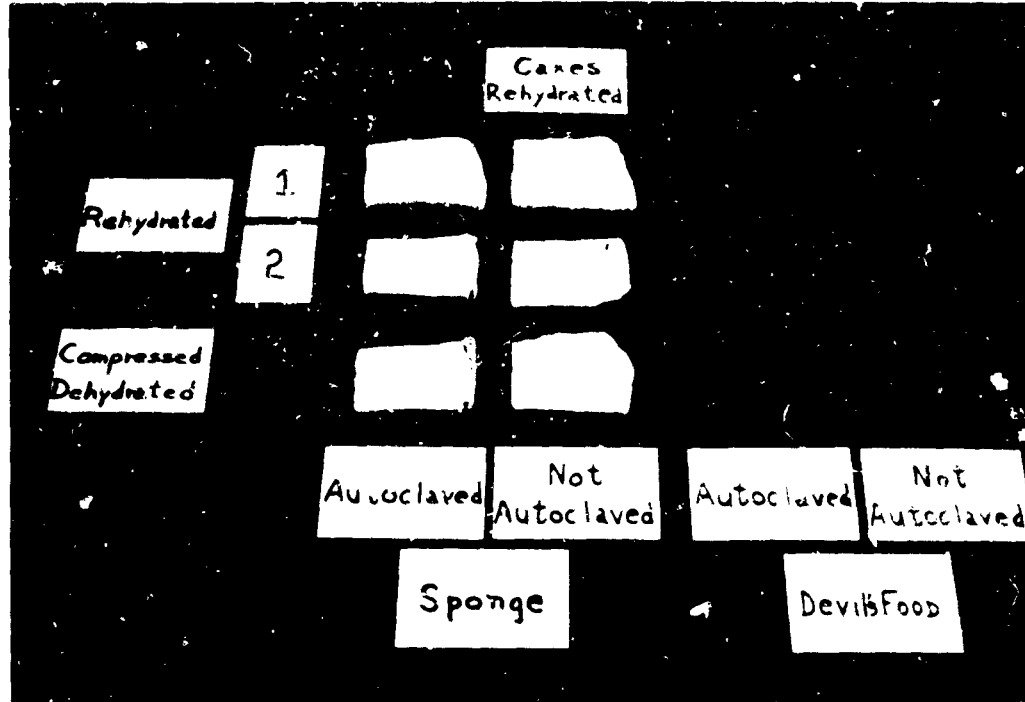 Cakes
Rehydrated
Rehydrated
1
2
Compressed
Dehydrated
Autoclaved
Not
Autoclaved
Autoclaved
Not
Autoclaved
Sponge
Devil's Food